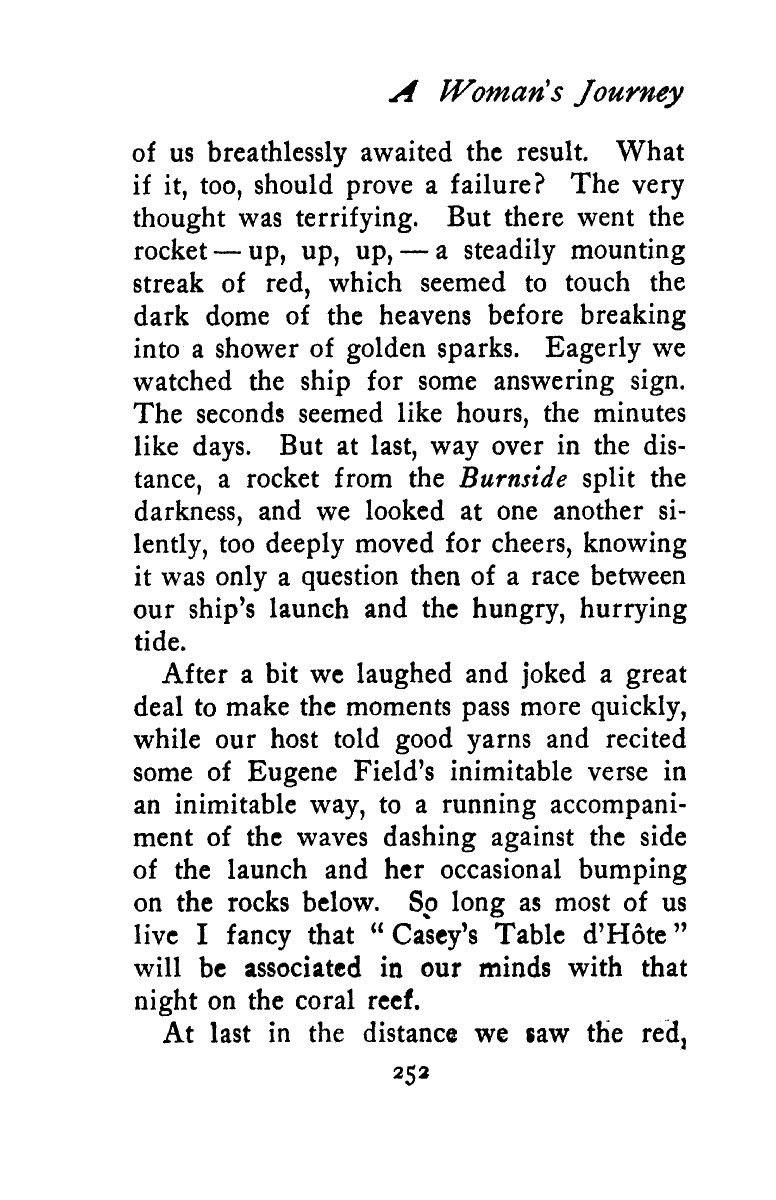 A Woman's Journey
of us breathlessly awaited the result. What
if it, too, should prove a failure? The very
thought was terrifying. But there went the
rocket — up, up, up, — a steadily mounting
streak of red, which seemed to touch the
dark dome of the heavens before breaking
into a shower of golden sparks. Eagerly we
watched the ship for some answering sign.
The seconds seemed like hours, the minutes
like days. But at last, way over in the dis-
tance, a rocket from the Burnside split the
darkness, and we looked at one another si-
lently, too deeply moved for cheers, knowing
it was only a question then of a race between
our ship's launch and the hungry, hurrying
tide.
After a bit we laughed and joked a great
deal to make the moments pass more quickly,
while our host told good yarns and recited
some of Eugene Field's inimitable verse in
an inimitable way, to a running accompani-
ment of the waves dashing against the side
of the launch and her occasional bumping
on the rocks below. So long as most of us
live I fancy that “ Casey's Table d'Hôte ”
will be associated in our minds with that
night on the coral reef.
At last in the distance we saw the red,
252